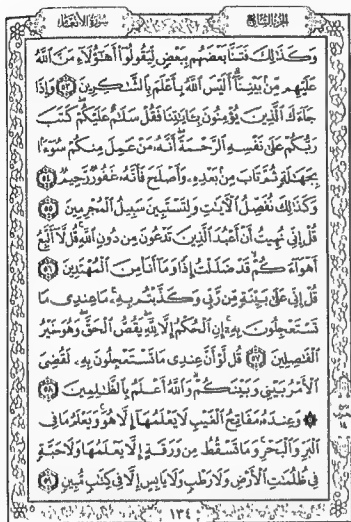 الجزء السابع
سورة الأنعام
وَكَذَٰلِكَ فَتَنَّا بَعْضَهُم بِبَعْضٍ لِّيَقُولُوٓا۟ أَهَـٰٓؤُلَآءِ مَنَّ ٱللَّهُ
عَلَيْهِم مِّنۢ بَيْنِنَآ أَلَيْسَ ٱللَّهُ بِأَعْلَمَ بِٱلشَّـٰكِرِينَ ٥٣ وَإِذَا
جَآءَكَ ٱلَّذِينَ يُؤْمِنُونَ بِـَٔايَـٰتِنَا فَقُلْ سَلَـٰمٌ عَلَيْكُمْ كَتَبَ
رَبُّكُمْ عَلَىٰ نَفْسِهِ ٱلرَّحْمَةَ أَنَّهُۥ مَنْ عَمِلَ مِنكُمْ سُوٓءًۢا
بِجَهَـٰلَةٍ ثُمَّ تَابَ مِنۢ بَعْدِهِۦ وَأَصْلَحَ فَأَنَّهُۥ غَفُورٌ رَّحِيمٌ ٥٤
وَكَذَٰلِكَ نُفَصِّلُ ٱلْـَٔايَـٰتِ وَلِتَسْتَبِينَ سَبِيلُ ٱلْمُجْرِمِينَ ٥٥
قُلْ إِنِّى نُهِيتُ أَنْ أَعْبُدَ ٱلَّذِينَ تَدْعُونَ مِن دُونِ ٱللَّهِ قُل لَّآ أَتَّبِعُ
أَهْوَآءَكُمْ قَدْ ضَلَلْتُ إِذًا وَمَآ أَنَا۠ مِنَ ٱلْمُهْتَدِينَ ٥٦
قُلْ إِنِّى عَلَىٰ بَيِّنَةٍ مِّن رَّبِّى وَكَذَّبْتُم بِهِۦ مَا عِندِى مَا
تَسْتَعْجِلُونَ بِهِۦٓ إِنِ ٱلْحُكْمُ إِلَّا لِلَّهِ يَقُصُّ ٱلْحَقَّ وَهُوَ خَيْرُ
ٱلْفَـٰصِلِينَ ٥٧ قُل لَّوْ أَنَّ عِندِى مَا تَسْتَعْجِلُونَ بِهِۦ لَقُضِىَ
ٱلْأَمْرُ بَيْنِى وَبَيْنَكُمْ وَٱللَّهُ أَعْلَمُ بِٱلظَّـٰلِمِينَ ٥٨
وَعِندَهُۥ مَفَاتِحُ ٱلْغَيْبِ لَا يَعْلَمُهَآ إِلَّا هُوَ وَيَعْلَمُ مَا فِى
ٱلْبَرِّ وَٱلْبَحْرِ وَمَا تَسْقُطُ مِن وَرَقَةٍ إِلَّا يَعْلَمُهَا وَلَا حَبَّةٍ
فِى ظُلُمَـٰتِ ٱلْأَرْضِ وَلَا رَطْبٍ وَلَا يَابِسٍ إِلَّا فِى كِتَـٰبٍ مُّبِينٍ ٥٩
١٣٤